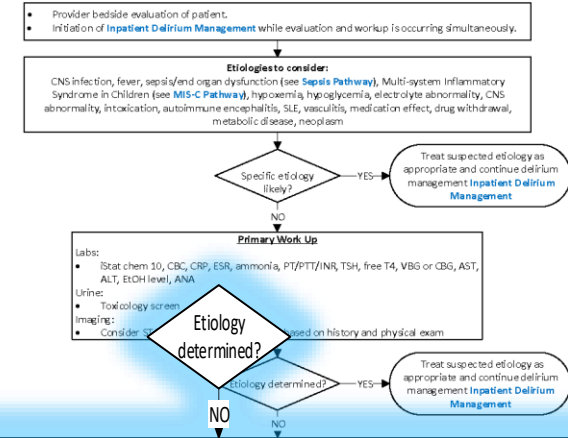 Provider bedside evaluation of patient.
Initiation of Inpatient Delirium Management while evaluation and workup is occurring simultaneously.
Etiologies to consider:
CNS infection, fever, sepsis/end organ dysfunction (see Sepsis Pathway), Multi-system Inflammatory
Syndrome in Children (see MIS-C Pathway), hypoxemia, hypoglycemia, electrolyte abnormality, CNS
abnormality, intoxication, autoimmune encephalitis, SLE, vasculitis, medication effect, drug withdrawal,
metabolic disease, neoplasm
Specific etiology
likely?
YES
Treat suspected etiology as
appropriate and continue delirium
management Inpatient Delirium
Management
NO
Primary Work Up
Labs:
iStat chem 10, CBC, CRP, ESR, ammonia, PT/PTT/INR, TSH, free T4, VBG or CBG, AST,
ALT, EtOH level, ANA
Urine:
Toxicology screen
Imaging:
Consider based on history and physical exam
Etiology
determined?
NO
Etiology determined?
YES
Treat suspected etiology as
appropriate and continue delirium
management Inpatient Delirium
Management
NO